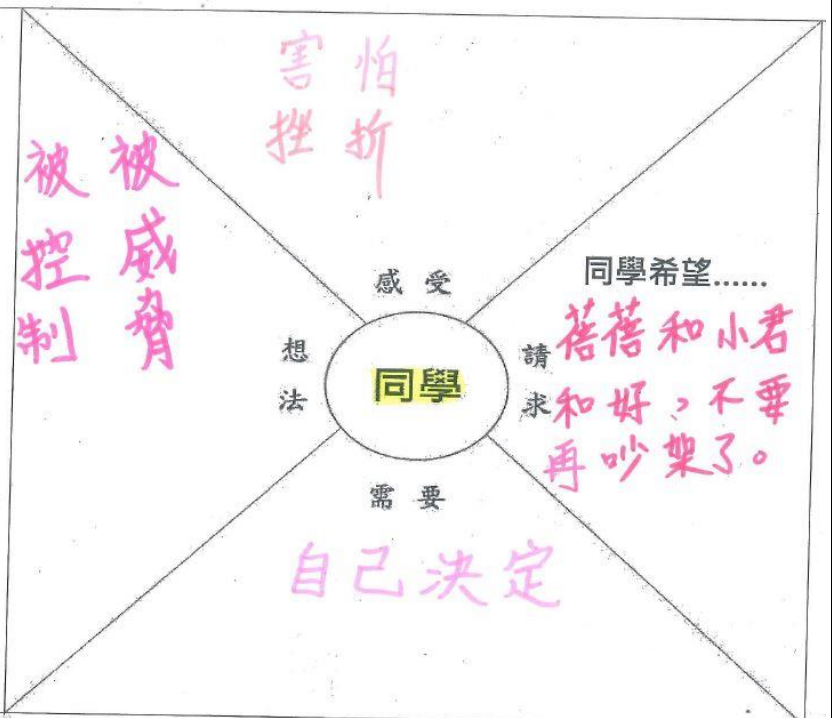 害怕
挫折
感受
被威脅
被控制
想法
同學
同學希望……
請求
蓓蓓和小君
和好，不要
再吵架了。
需要
自己決定